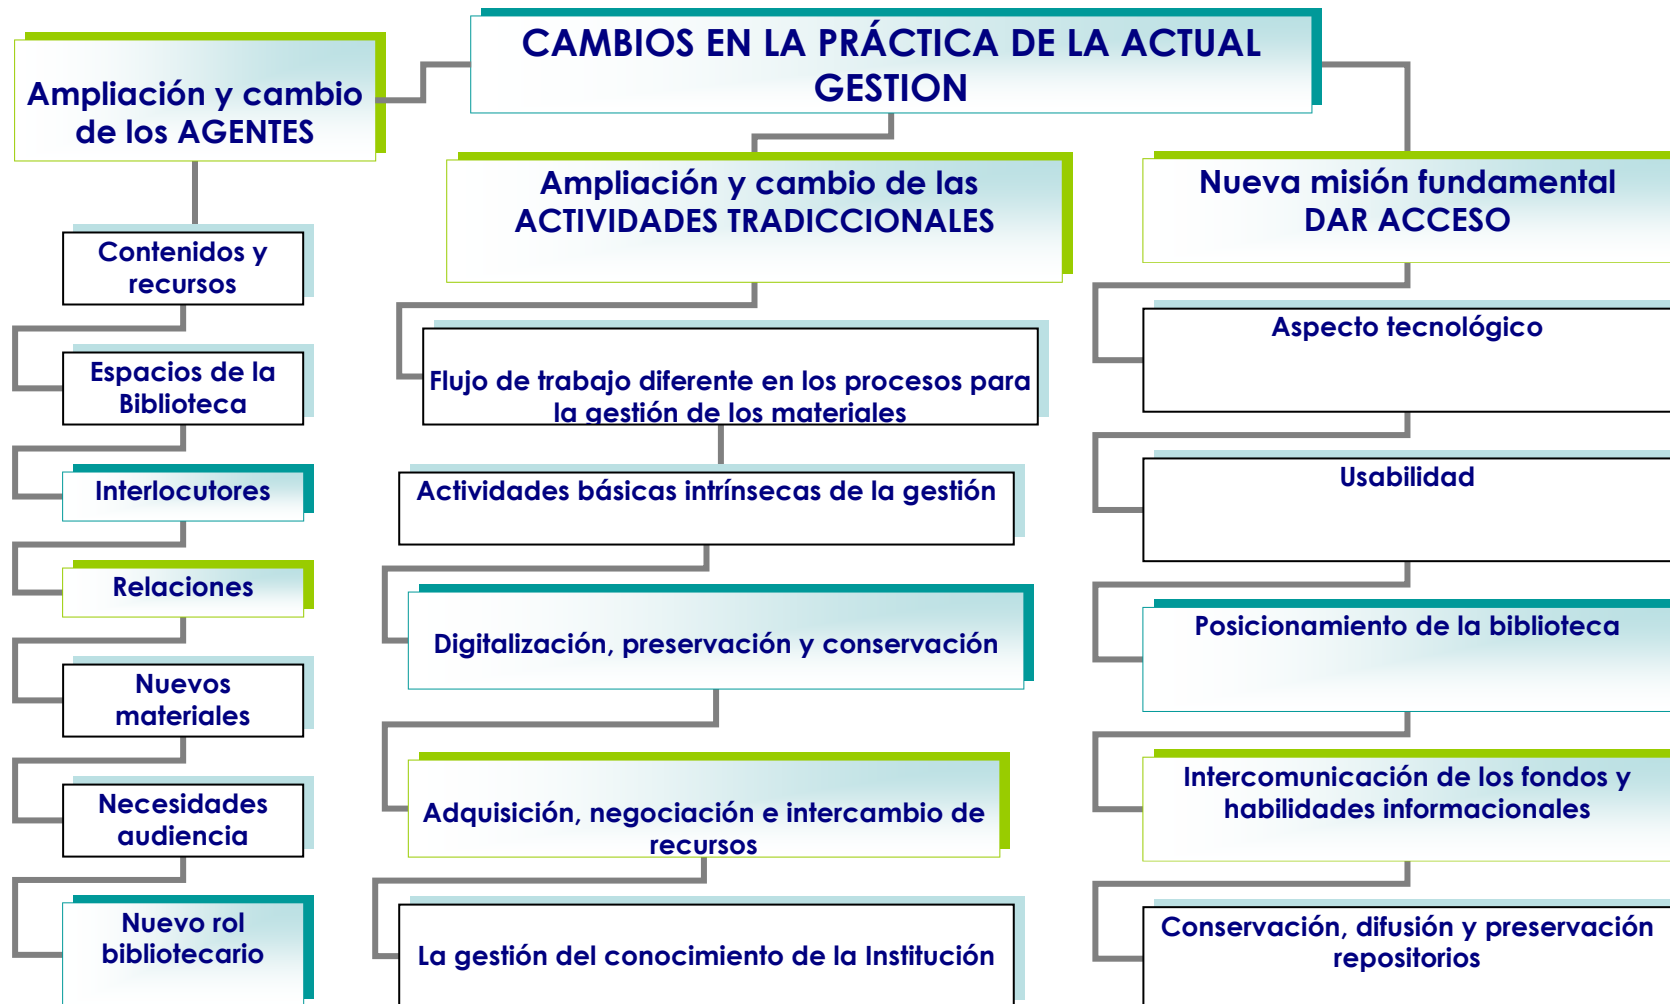 CAMBIOS EN LA PRÁCTICA DE LA ACTUAL
GESTION
Ampliación y cambio
de los AGENTES
Contenidos y
recursos
Espacios de la
Biblioteca
Interlocutores
Relaciones
Nuevos
materiales
Necesidades
audiencia
Nuevo rol
bibliotecario
Ampliación y cambio de las
ACTIVIDADES TRADICCIONALES
Flujo de trabajo diferente en los procesos para
la gestión de los materiales
Actividades básicas intrínsecas de la gestión
Digitalización, preservación y conservación
Adquisición, negociación e intercambio de
recursos
La gestión del conocimiento de la Institución
Nueva misión fundamental
DAR ACCESO
Aspecto tecnológico
Usabilidad
Posicionamiento de la biblioteca
Intercomunicación de los fondos y
habilidades informacionales
Conservación, difusión y preservación
repositorios